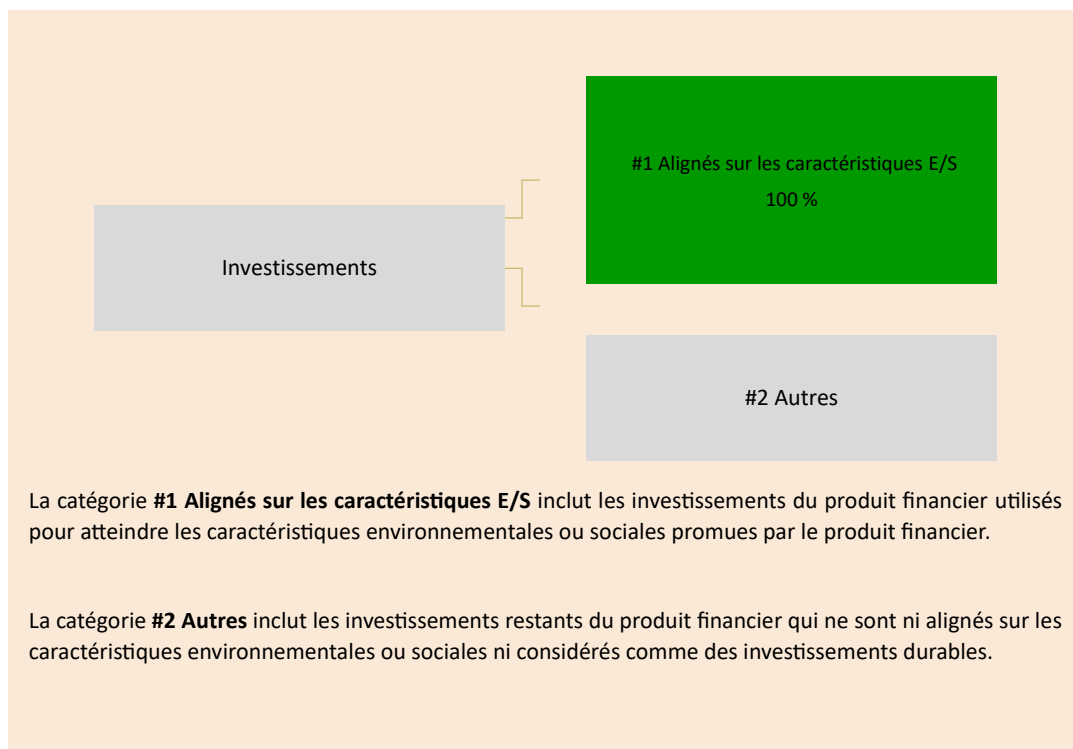 #1 Alignés sur les caractéristiques E/S
100 %
Investissements
#2 Autres
La catégorie #1 Alignés sur les caractéristiques E/S inclut les investissements du produit financier utilisés
pour atteindre les caractéristiques environnementales ou sociales promues par le produit financier.
La catégorie #2 Autres inclut les investissements restants du produit financier qui ne sont ni alignés sur les
caractéristiques environnementales ou sociales ni considérés comme des investissements durables.